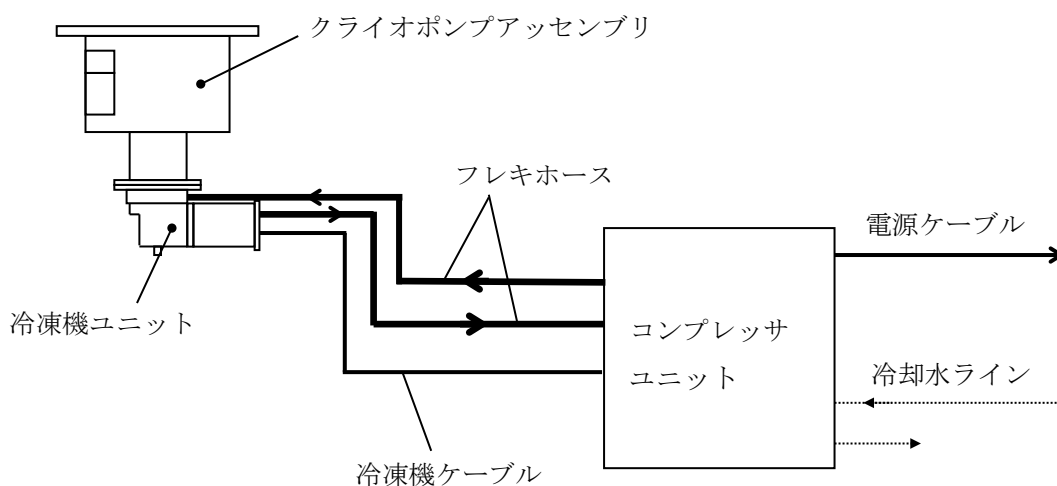 クライオポンプアッセンブリ
フレキホース
電源ケーブル
冷凍機ユニット
コンプレッサ
ユニット
冷却水ライン
冷凍機ケーブル